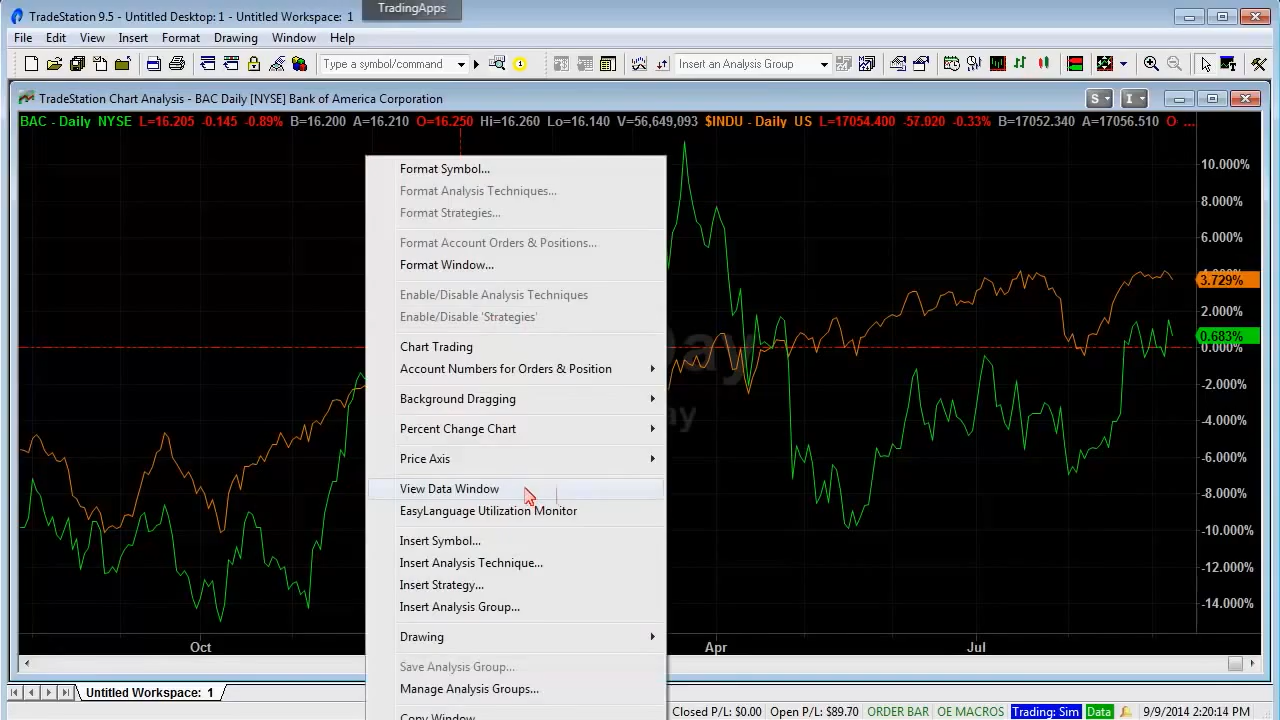 TradingApps
TradeStation 9.5 - Untitled Desktop: 1 - Untitled Workspace: 1
File Edit View Insert Format Drawing Window Help
Type a symbol/command
Insert an Analysis Group
TradeStation Chart Analysis - BAC Daily [NYSE] Bank of America Corporation
S I
BAC - Daily NYSE L=16.205 -0.145 -0.89% B=16.200 A=16.210 O=16.250 Hi=16.260 Lo=16.140 V=56,649,093 $INDU - Daily US L=17054.400 -57.020 -0.33% B=17052.340 A=17056.510 O ...
Format Symbol...
Format Analysis Techniques...
Format Strategies...
Format Account Orders & Positions...
Format Window...
Enable/Disable Analysis Techniques
Enable/Disable 'Strategies'
Chart Trading
Account Numbers for Orders & Position
Background Dragging
Percent Change Chart
Price Axis
View Data Window
EasyLanguage Utilization Monitor
Insert Symbol...
Insert Analysis Technique...
Insert Strategy...
Insert Analysis Group...
Drawing
Save Analysis Group...
Manage Analysis Groups...
Copy Window
10.000%
8.000%
6.000%
3.729%
2.000%
0.683%
0.000%
-2.000%
-4.000%
-6.000%
-8.000%
-10.000%
-12.000%
-14.000%
Oct Apr Jul
Untitled Workspace: 1
Closed P/L: $0.00 Open P/L: $89.70 ORDER BAR OE MACROS Trading: Sim Data 9/9/2014 2:20:14 PM